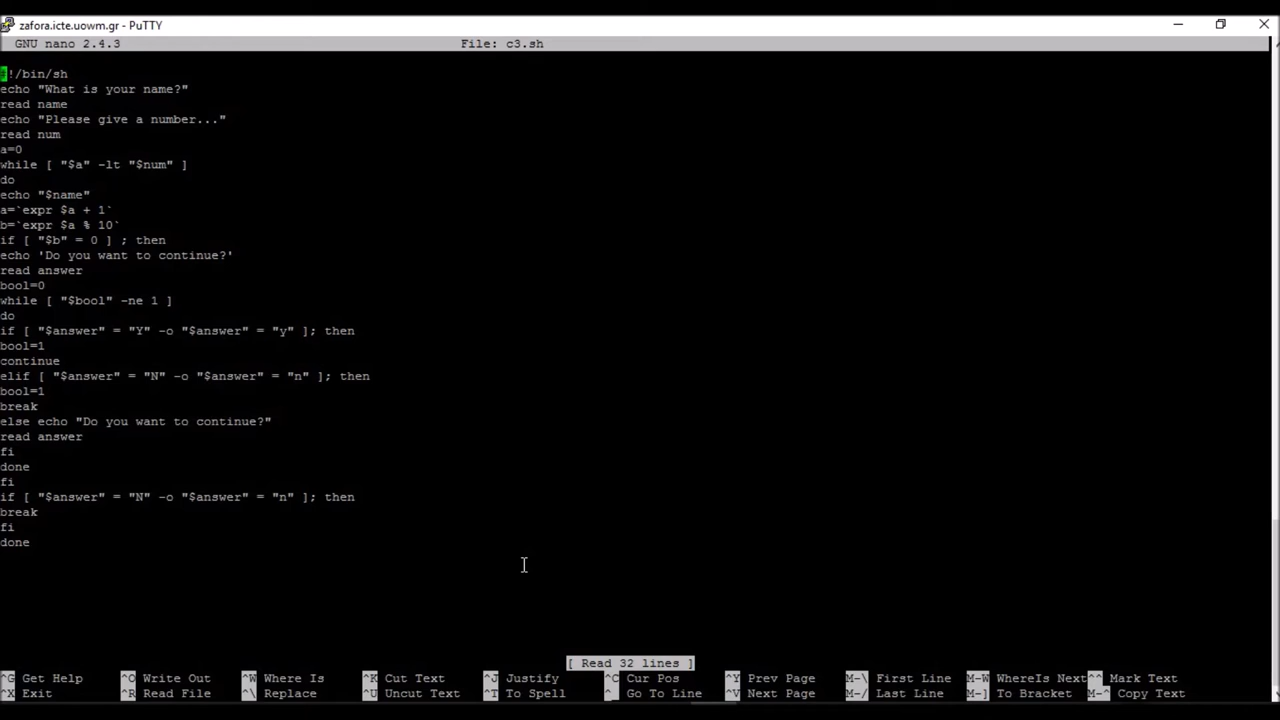 zafora.icte.uowm.gr - PuTTY
GNU nano 2.4.3 File: c3.sh
#!/bin/sh
echo "What is your name?"
read name
echo "Please give a number..."
read num
a=0
while [ "$a" -lt "$num" ]
do
echo "$name"
a=`expr $a + 1`
b=`expr $a % 10`
if [ "$b" = 0 ] ; then
echo 'Do you want to continue?'
read answer
bool=0
while [ "$bool" -ne 1 ]
do
if [ "$answer" = "Y" -o "$answer" = "y" ]; then
bool=1
continue
elif [ "$answer" = "N" -o "$answer" = "n" ]; then
bool=1
break
else echo "Do you want to continue?"
read answer
fi
done
fi
if [ "$answer" = "N" -o "$answer" = "n" ]; then
break
fi
done
[ Read 32 lines ]
^G Get Help ^O Write Out ^W Where Is ^K Cut Text ^J Justify ^C Cur Pos ^Y Prev Page M-\ First Line M-W WhereIs Next ^^ Mark Text
^X Exit ^R Read File ^\ Replace ^U Uncut Text ^T To Spell ^_ Go To Line ^V Next Page M-/ Last Line M-] To Bracket M-^ Copy Text